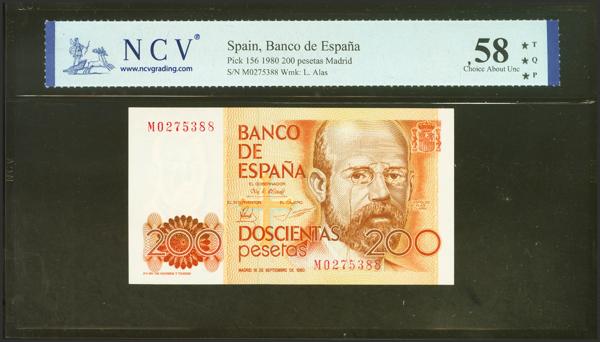 NCV®
www.ncvgrading.com
Spain, Banco de España
Pick 156 1980 200 pesetas Madrid
S/N M0275388 Wmk: L. Alas
.58
Choice About Unc
★ T
★ Q
★ P
M0275388
BANCO
DE
ESPAÑA
EL GOBERNADOR
EL INTERVENTOR EL CAJERO
200
DOSCIENTAS
pesetas
200
M0275388
MADRID 16 DE SEPTIEMBRE DE 1980